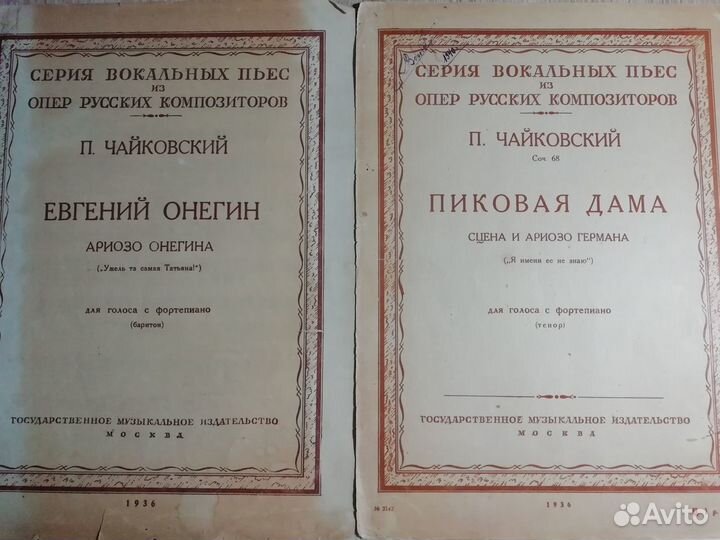 СЕРИЯ ВОКАЛЬНЫХ ПЬЕС
ИЗ
ОПЕР РУССКИХ КОМПОЗИТОРОВ
П. ЧАЙКОВСКИЙ
ЕВГЕНИЙ ОНЕГИН
АРИОЗО ОНЕГИНА
(„Ужель та самая Татьяна!")
для голоса с фортепиано
(баритон)
ГОСУДАРСТВЕННОЕ МУЗЫКАЛЬНОЕ ИЗДАТЕЛЬСТВО
МОСКВА
1936
СЕРИЯ ВОКАЛЬНЫХ ПЬЕС
ИЗ
ОПЕР РУССКИХ КОМПОЗИТОРОВ
П. ЧАЙКОВСКИЙ
Соч 68
ПИКОВАЯ ДАМА
СЦЕНА И АРИОЗО ГЕРМАНА
(„Я имени ее не знаю")
для голоса с фортепиано
(тенор)
ГОСУДАРСТВЕННОЕ МУЗЫКАЛЬНОЕ ИЗДАТЕЛЬСТВО
МОСКВА
1936
Avito